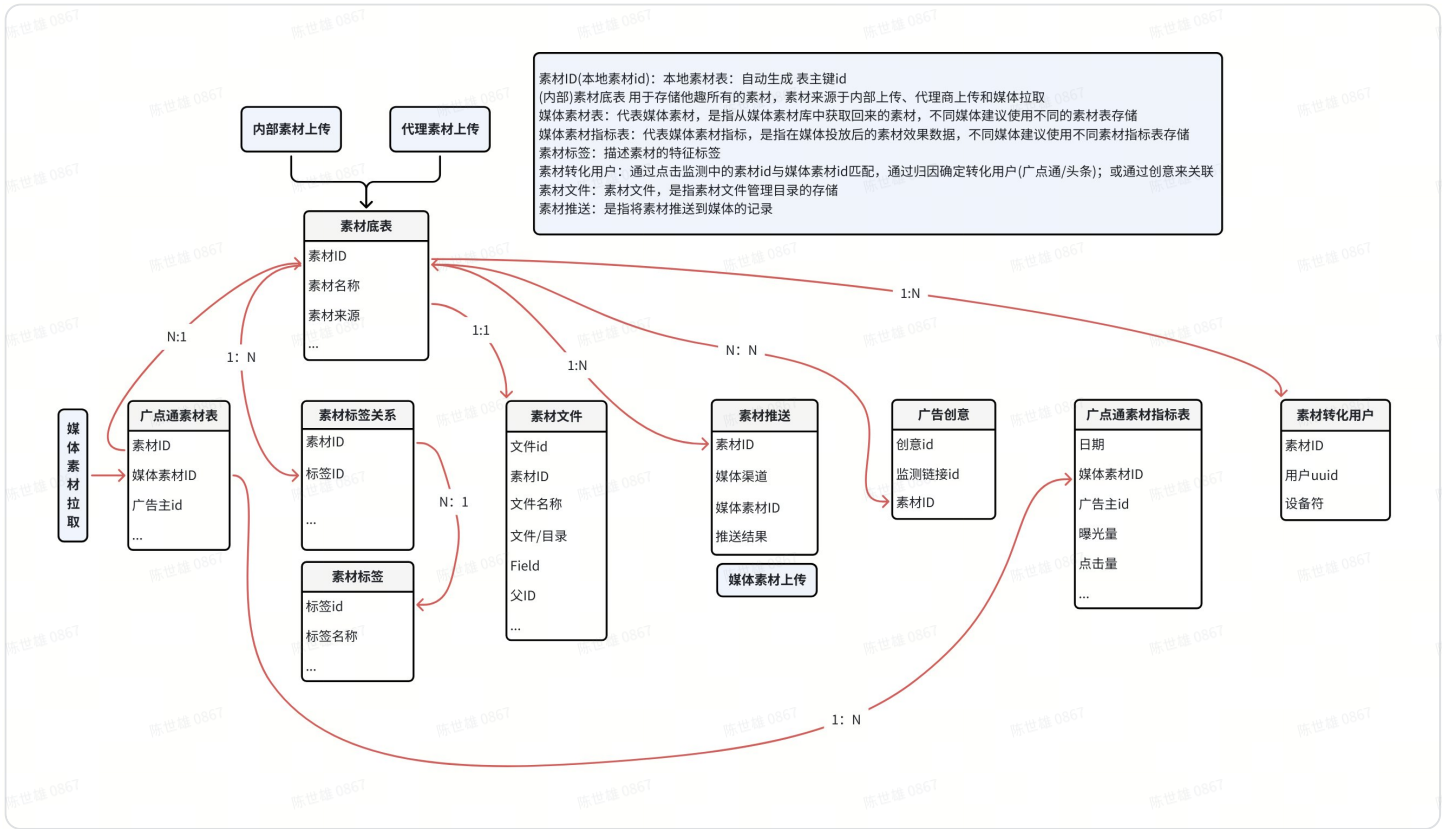 内部素材上传
代理素材上传
素材ID(本地素材id)：本地素材表：自动生成 表主键id
(内部)素材底表 用于存储他趣所有的素材，素材来源于内部上传、代理商上传和媒体拉取
媒体素材表：代表媒体素材，是指从媒体素材库中获取回来的素材，不同媒体建议使用不同的素材表存储
媒体素材指标表：代表媒体素材指标，是指在媒体投放后的素材效果数据，不同媒体建议使用不同素材指标表存储
素材标签：描述素材的特征标签
素材转化用户：通过点击监测中的素材id与媒体素材id匹配，通过归因确定转化用户(广点通/头条)；或通过创意来关联
素材文件：素材文件，是指素材文件管理目录的存储
素材推送：是指将素材推送到媒体的记录
素材底表
素材ID
素材名称
素材来源
...
N:1
1：N
1:1
1:N
N：N
1:N
媒体素材拉取
广点通素材表
素材ID
媒体素材ID
广告主id
...
素材标签关系
素材ID
标签ID
...
N：1
素材标签
标签id
标签名称
...
素材文件
文件id
素材ID
文件名称
文件/目录
Field
父ID
...
素材推送
素材ID
媒体渠道
媒体素材ID
推送结果
媒体素材上传
广告创意
创意id
监测链接id
素材ID
广点通素材指标表
日期
媒体素材ID
广告主id
曝光量
点击量
...
素材转化用户
素材ID
用户uuid
设备符
1：N
陈世雄 0867